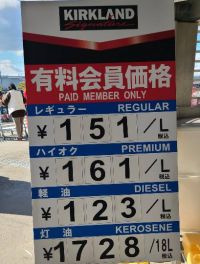 KIRKLAND
Signature
有料会員価格
PAID MEMBER ONLY
レギュラー REGULAR
¥ 151 /L 税込
ハイオク PREMIUM
¥ 161 /L 税込
軽油 DIESEL
¥ 123 /L 税込
灯油 KEROSENE
¥ 1728 /18L 税込